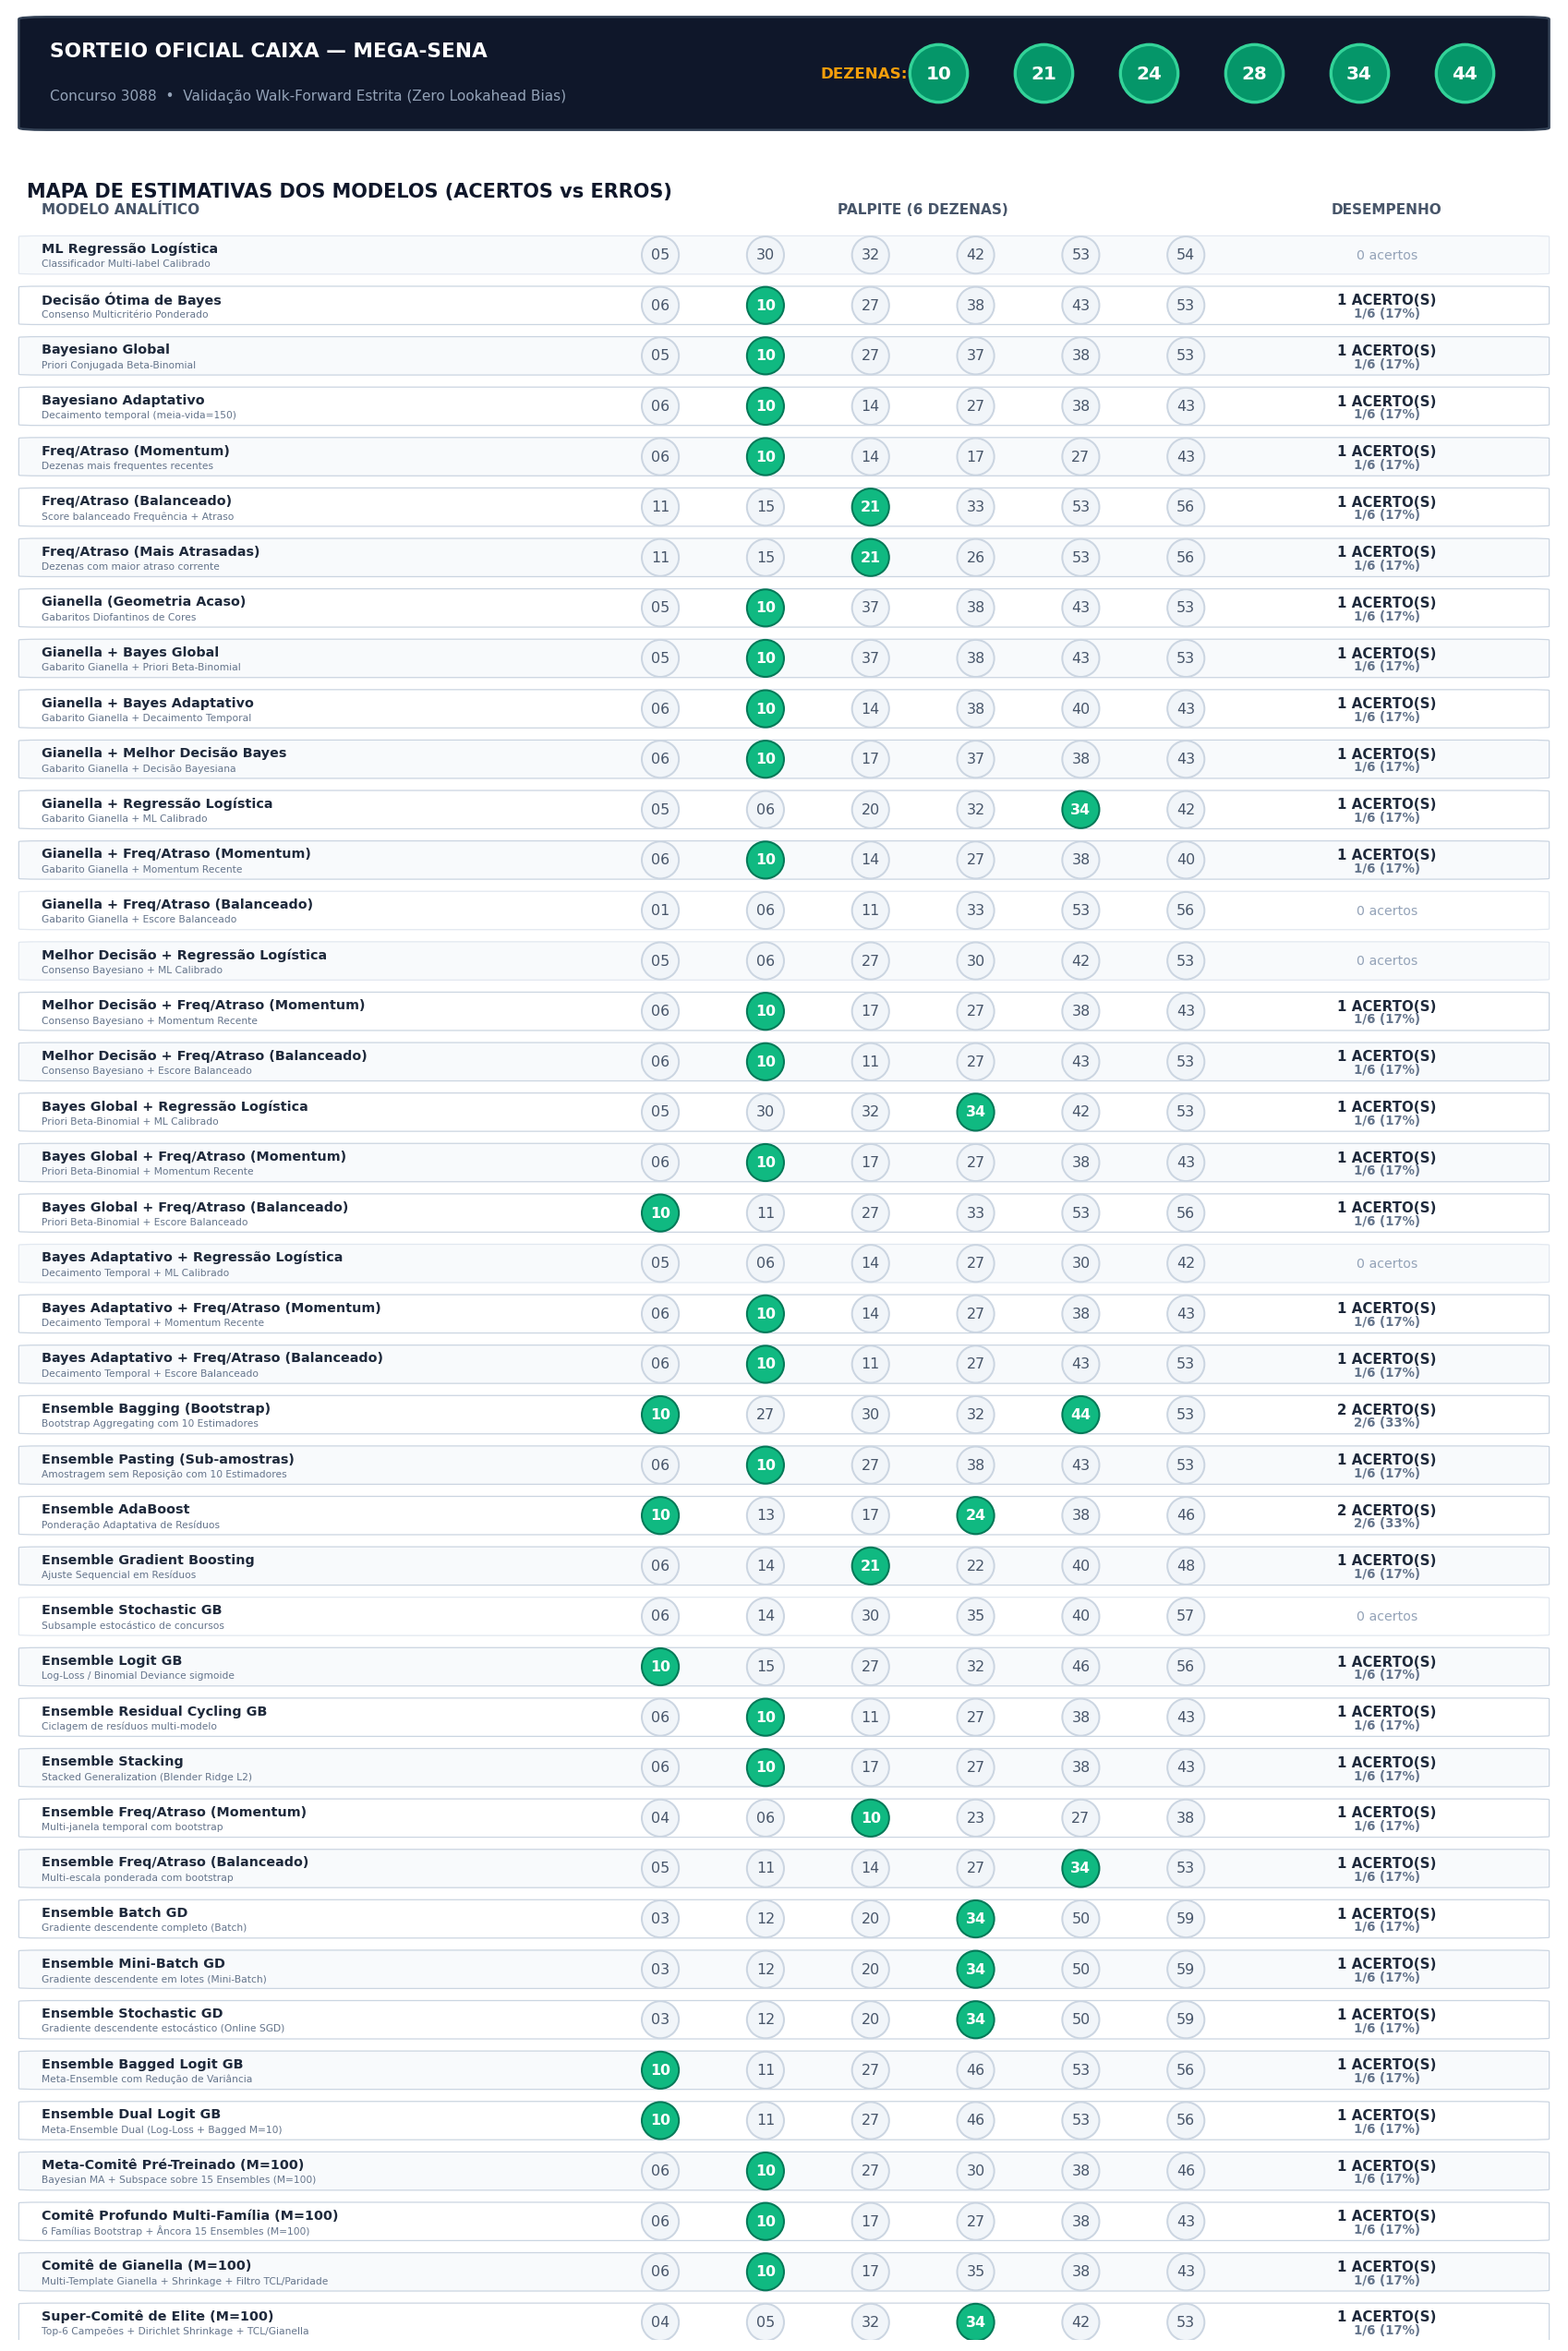 SORTEIO OFICIAL CAIXA — MEGA-SENA
Concurso 3088 • Validação Walk-Forward Estrita (Zero Lookahead Bias)
DEZENAS: 10 21 24 28 34 44
MAPA DE ESTIMATIVAS DOS MODELOS (ACERTOS vs ERROS)
MODELO ANALÍTICO PALPITE (6 DEZENAS) DESEMPENHO
ML Regressão Logística
Classificador Multi-label Calibrado
05 30 32 42 53 54
0 acertos
Decisão Ótima de Bayes
Consenso Multicritério Ponderado
06 10 27 38 43 53
1 ACERTO(S)
1/6 (17%)
Bayesiano Global
Priori Conjugada Beta-Binomial
05 10 27 37 38 53
1 ACERTO(S)
1/6 (17%)
Bayesiano Adaptativo
Decaimento temporal (meia-vida=150)
06 10 14 27 38 43
1 ACERTO(S)
1/6 (17%)
Freq/Atraso (Momentum)
Dezenas mais frequentes recentes
06 10 14 17 27 43
1 ACERTO(S)
1/6 (17%)
Freq/Atraso (Balanceado)
Score balanceado Frequência + Atraso
11 15 21 33 53 56
1 ACERTO(S)
1/6 (17%)
Freq/Atraso (Mais Atrasadas)
Dezenas com maior atraso corrente
11 15 21 26 53 56
1 ACERTO(S)
1/6 (17%)
Gianella (Geometria Acaso)
Gabaritos Diofantinos de Cores
05 10 37 38 43 53
1 ACERTO(S)
1/6 (17%)
Gianella + Bayes Global
Gabarito Gianella + Priori Beta-Binomial
05 10 37 38 43 53
1 ACERTO(S)
1/6 (17%)
Gianella + Bayes Adaptativo
Gabarito Gianella + Decaimento Temporal
06 10 14 38 40 43
1 ACERTO(S)
1/6 (17%)
Gianella + Melhor Decisão Bayes
Gabarito Gianella + Decisão Bayesiana
06 10 17 37 38 43
1 ACERTO(S)
1/6 (17%)
Gianella + Regressão Logística
Gabarito Gianella + ML Calibrado
05 06 20 32 34 42
1 ACERTO(S)
1/6 (17%)
Gianella + Freq/Atraso (Momentum)
Gabarito Gianella + Momentum Recente
06 10 14 27 38 40
1 ACERTO(S)
1/6 (17%)
Gianella + Freq/Atraso (Balanceado)
Gabarito Gianella + Escore Balanceado
01 06 11 33 53 56
0 acertos
Melhor Decisão + Regressão Logística
Consenso Bayesiano + ML Calibrado
05 06 27 30 42 53
0 acertos
Melhor Decisão + Freq/Atraso (Momentum)
Consenso Bayesiano + Momentum Recente
06 10 17 27 38 43
1 ACERTO(S)
1/6 (17%)
Melhor Decisão + Freq/Atraso (Balanceado)
Consenso Bayesiano + Escore Balanceado
06 10 11 27 43 53
1 ACERTO(S)
1/6 (17%)
Bayes Global + Regressão Logística
Priori Beta-Binomial + ML Calibrado
05 30 32 34 42 53
1 ACERTO(S)
1/6 (17%)
Bayes Global + Freq/Atraso (Momentum)
Priori Beta-Binomial + Momentum Recente
06 10 17 27 38 43
1 ACERTO(S)
1/6 (17%)
Bayes Global + Freq/Atraso (Balanceado)
Priori Beta-Binomial + Escore Balanceado
10 11 27 33 53 56
1 ACERTO(S)
1/6 (17%)
Bayes Adaptativo + Regressão Logística
Decaimento Temporal + ML Calibrado
05 06 14 27 30 42
0 acertos
Bayes Adaptativo + Freq/Atraso (Momentum)
Decaimento Temporal + Momentum Recente
06 10 14 27 38 43
1 ACERTO(S)
1/6 (17%)
Bayes Adaptativo + Freq/Atraso (Balanceado)
Decaimento Temporal + Escore Balanceado
06 10 11 27 43 53
1 ACERTO(S)
1/6 (17%)
Ensemble Bagging (Bootstrap)
Bootstrap Aggregating com 10 Estimadores
10 27 30 32 44 53
2 ACERTO(S)
2/6 (33%)
Ensemble Pasting (Sub-amostras)
Amostragem sem Reposição com 10 Estimadores
06 10 27 38 43 53
1 ACERTO(S)
1/6 (17%)
Ensemble AdaBoost
Ponderação Adaptativa de Resíduos
10 13 17 24 38 46
2 ACERTO(S)
2/6 (33%)
Ensemble Gradient Boosting
Ajuste Sequencial em Resíduos
06 14 21 22 40 48
1 ACERTO(S)
1/6 (17%)
Ensemble Stochastic GB
Subsample estocástico de concursos
06 14 30 35 40 57
0 acertos
Ensemble Logit GB
Log-Loss / Binomial Deviance sigmoide
10 15 27 32 46 56
1 ACERTO(S)
1/6 (17%)
Ensemble Residual Cycling GB
Ciclagem de resíduos multi-modelo
06 10 11 27 38 43
1 ACERTO(S)
1/6 (17%)
Ensemble Stacking
Stacked Generalization (Blender Ridge L2)
06 10 17 27 38 43
1 ACERTO(S)
1/6 (17%)
Ensemble Freq/Atraso (Momentum)
Multi-janela temporal com bootstrap
04 06 10 23 27 38
1 ACERTO(S)
1/6 (17%)
Ensemble Freq/Atraso (Balanceado)
Multi-escala ponderada com bootstrap
05 11 14 27 34 53
1 ACERTO(S)
1/6 (17%)
Ensemble Batch GD
Gradiente descendente completo (Batch)
03 12 20 34 50 59
1 ACERTO(S)
1/6 (17%)
Ensemble Mini-Batch GD
Gradiente descendente em lotes (Mini-Batch)
03 12 20 34 50 59
1 ACERTO(S)
1/6 (17%)
Ensemble Stochastic GD
Gradiente descendente estocástico (Online SGD)
03 12 20 34 50 59
1 ACERTO(S)
1/6 (17%)
Ensemble Bagged Logit GB
Meta-Ensemble com Redução de Variância
10 11 27 46 53 56
1 ACERTO(S)
1/6 (17%)
Ensemble Dual Logit GB
Meta-Ensemble Dual (Log-Loss + Bagged M=10)
10 11 27 46 53 56
1 ACERTO(S)
1/6 (17%)
Meta-Comitê Pré-Treinado (M=100)
Bayesian MA + Subspace sobre 15 Ensembles (M=100)
06 10 27 30 38 46
1 ACERTO(S)
1/6 (17%)
Comitê Profundo Multi-Família (M=100)
6 Famílias Bootstrap + Âncora 15 Ensembles (M=100)
06 10 17 27 38 43
1 ACERTO(S)
1/6 (17%)
Comitê de Gianella (M=100)
Multi-Template Gianella + Shrinkage + Filtro TCL/Paridade
06 10 17 35 38 43
1 ACERTO(S)
1/6 (17%)
Super-Comitê de Elite (M=100)
Top-6 Campeões + Dirichlet Shrinkage + TCL/Gianella
04 05 32 34 42 53
1 ACERTO(S)
1/6 (17%)